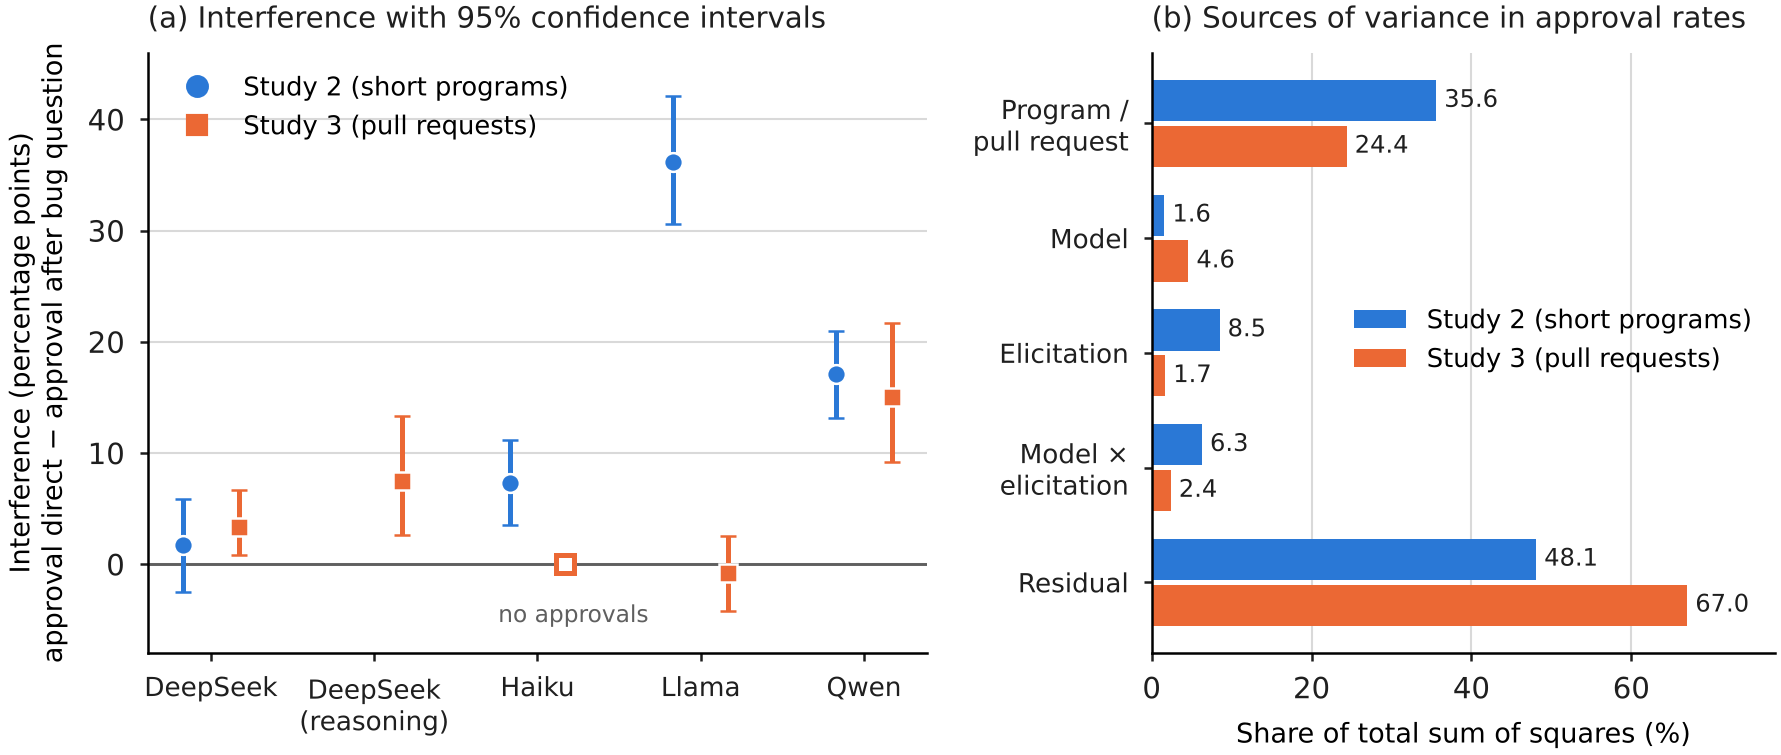 (a) Interference with 95% confidence intervals
Interference (percentage points)
approval direct − approval after bug question
Study 2 (short programs)
Study 3 (pull requests)
40
30
20
10
0
no approvals
DeepSeek
DeepSeek
(reasoning)
Haiku
Llama
Qwen
(b) Sources of variance in approval rates
Program /
pull request
35.6
24.4
Model
1.6
4.6
Elicitation
8.5
1.7
Study 2 (short programs)
Study 3 (pull requests)
Model ×
elicitation
6.3
2.4
Residual
48.1
67.0
0
20
40
60
Share of total sum of squares (%)